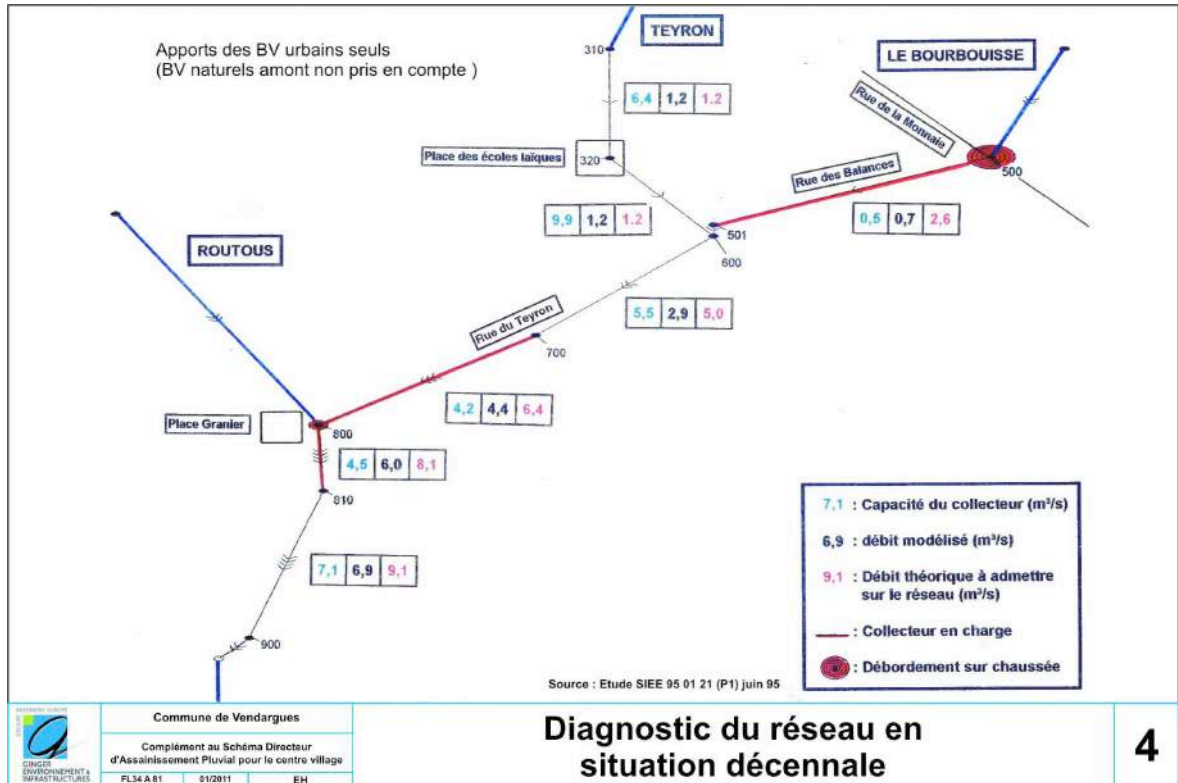 Apports des BV urbains seuls
(BV naturels amont non pris en compte )
TEYRON
LE BOURBOUISSE
310
6,4 1,2 1.2
Rue de la Monnaie
Place des écoles laïques
320
500
Rue des Balances
9,9 1,2 1.2
0,5 0,7 2,6
501
600
ROUTOUS
5,5 2,9 5,0
Rue du Teyron
700
4,2 4,4 6,4
Place Granier
800
4,5 6,0 8,1
810
7,1 6,9 9,1
900
7,1 : Capacité du collecteur (m³/s)
6,9 : débit modélisé (m³/s)
9,1 : Débit théorique à admettre
sur le réseau (m³/s)
: Collecteur en charge
: Débordement sur chaussée
Source : Etude SIEE 95 01 21 (P1) juin 95
GINGER
ENVIRONNEMENT &
INFRASTRUCTURES
Commune de Vendargues
Complément au Schéma Directeur
d'Assainissement Pluvial pour le centre village
FL34 A 81 01/2011 EH
Diagnostic du réseau en
situation décennale
4